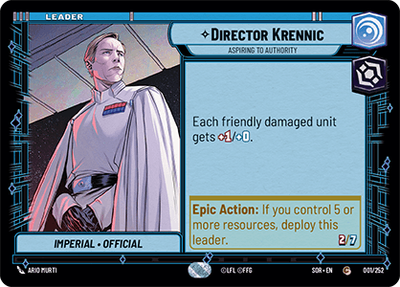 LEADER
DIRECTOR KRENNIC
ASPIRING TO AUTHORITY
Each friendly damaged unit
gets +1/+0.
Epic Action: If you control 5 or
more resources, deploy this
leader.
2/7
IMPERIAL • OFFICIAL
ARIO MURTI
©LFL ©FFG
SOR • EN
C
001/252